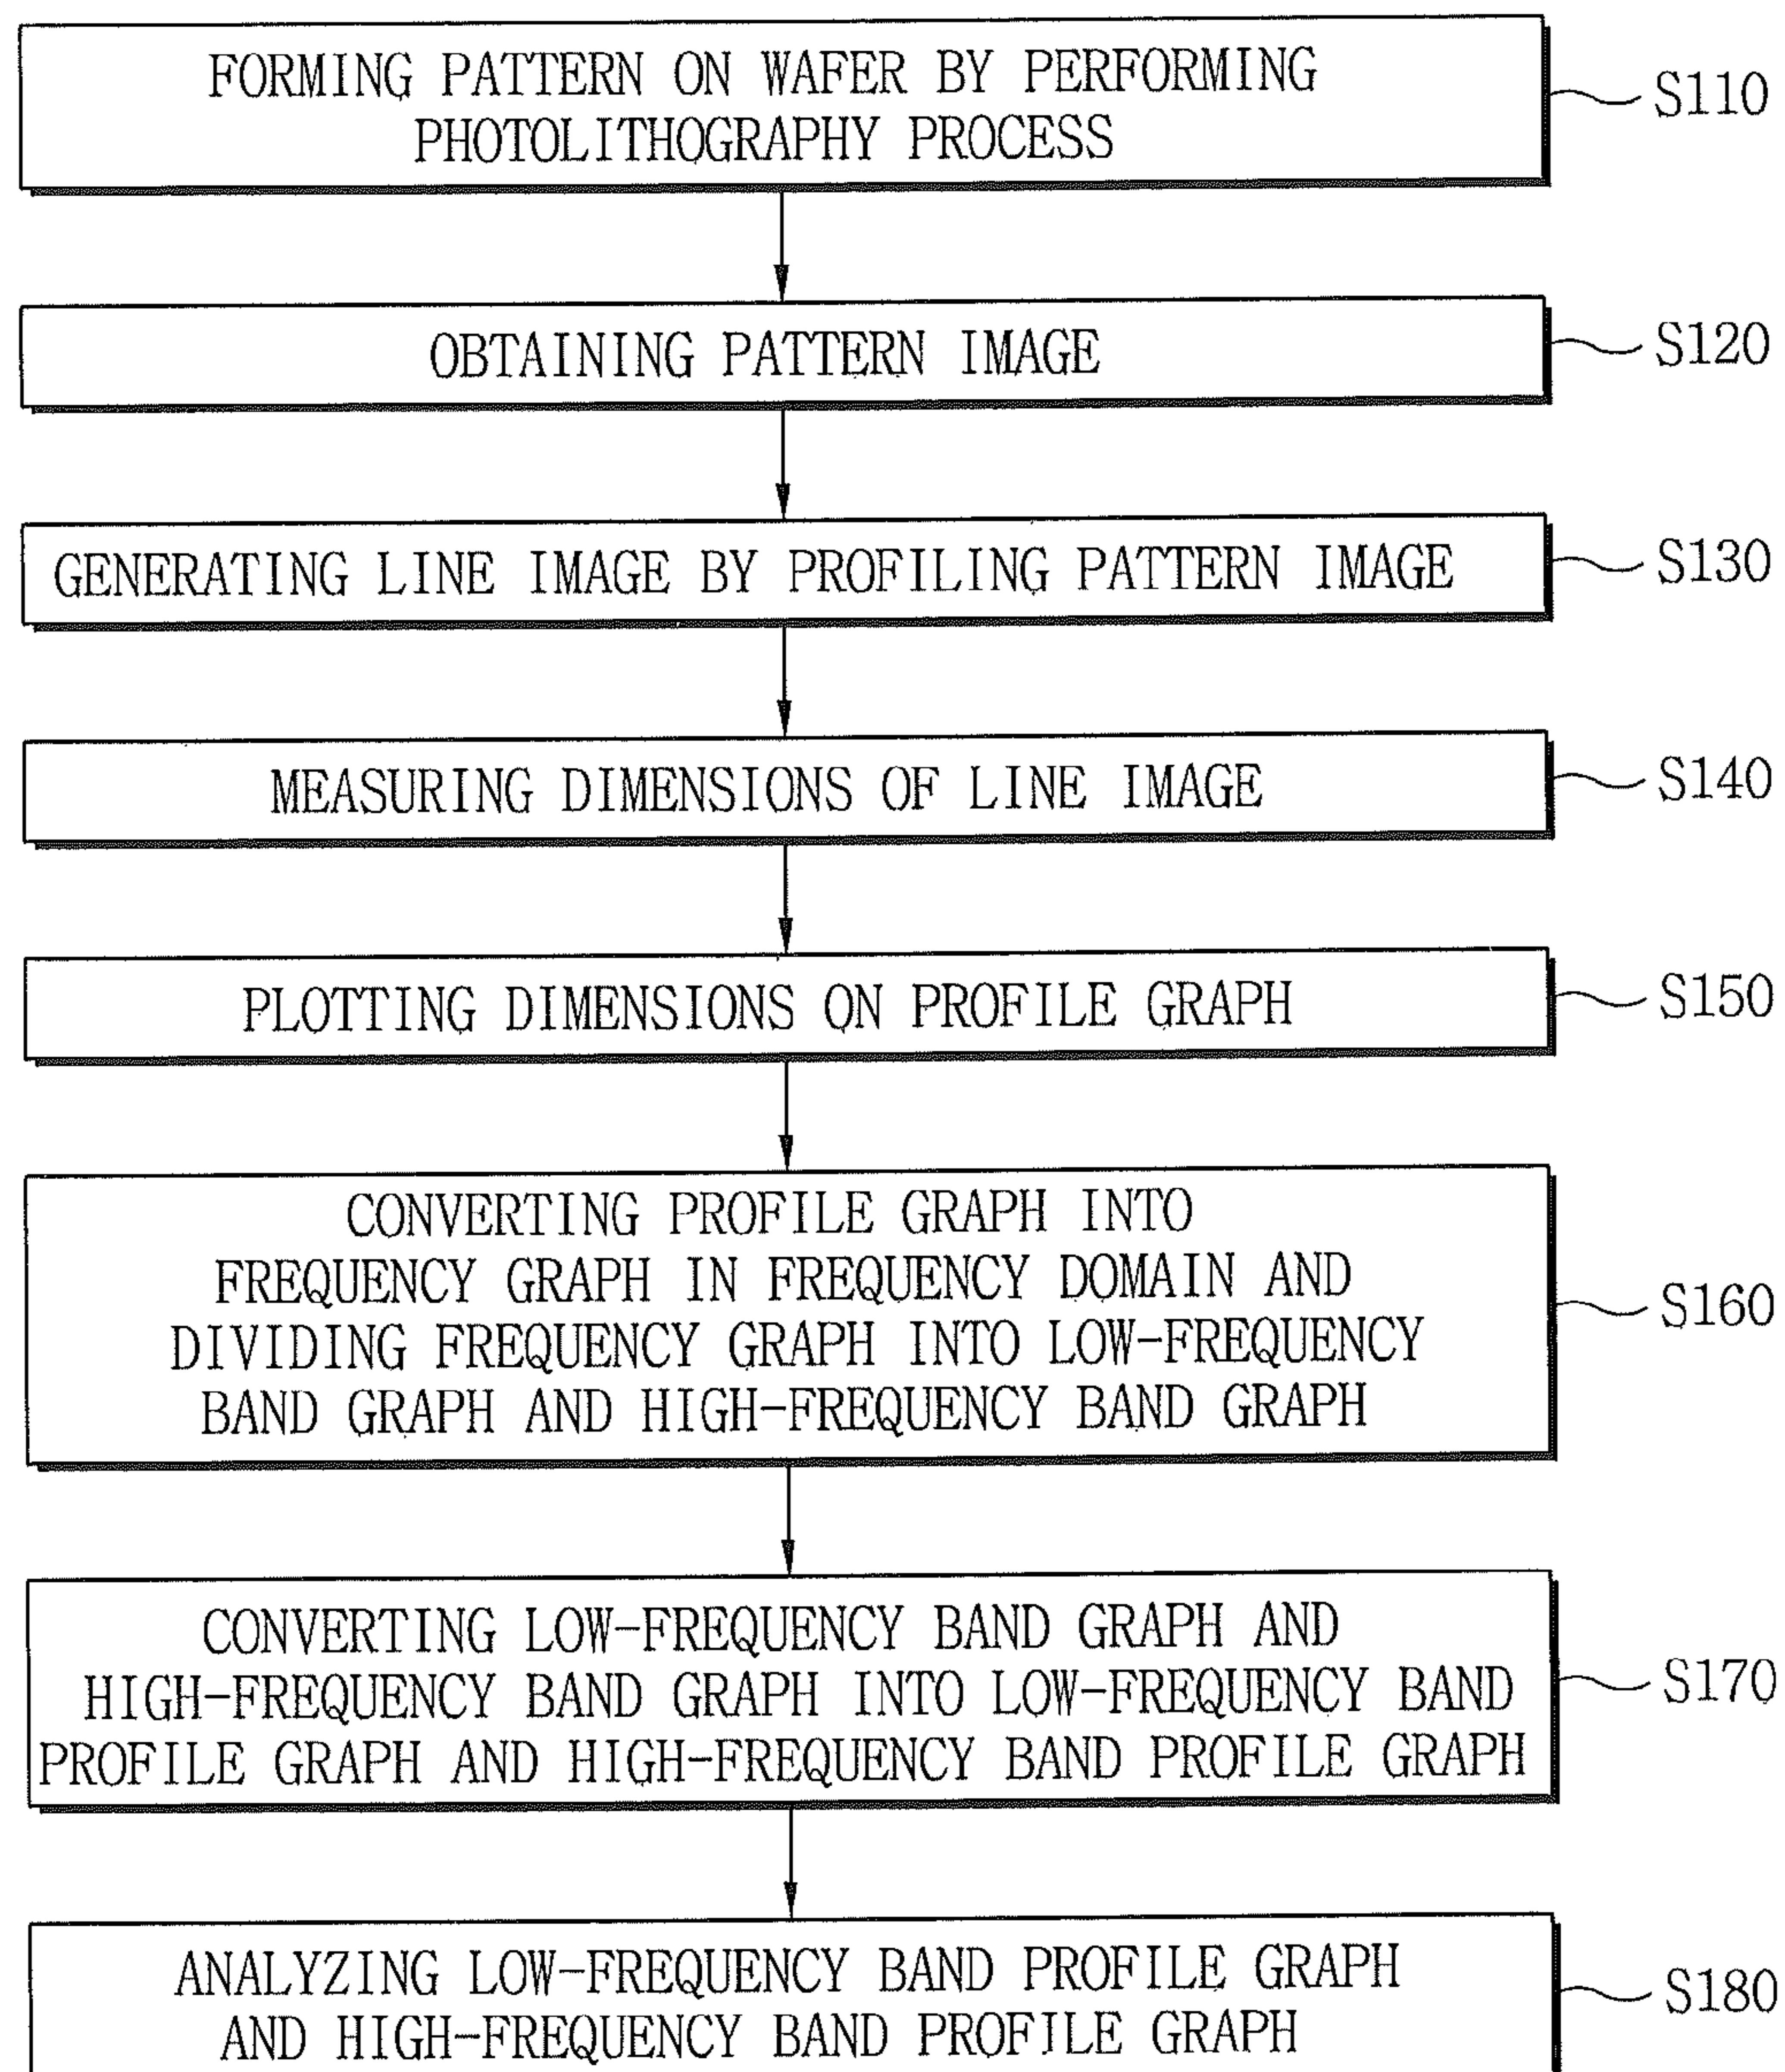 FORMING PATTERN ON WAFER BY PERFORMING
PHOTOLITHOGRAPHY PROCESS
S110
OBTAINING PATTERN IMAGE
S120
GENERATING LINE IMAGE BY PROFILING PATTERN IMAGE
S130
MEASURING DIMENSIONS OF LINE IMAGE
S140
PLOTTING DIMENSIONS ON PROFILE GRAPH
S150
CONVERTING PROFILE GRAPH INTO
FREQUENCY GRAPH IN FREQUENCY DOMAIN AND
DIVIDING FREQUENCY GRAPH INTO LOW-FREQUENCY
BAND GRAPH AND HIGH-FREQUENCY BAND GRAPH
S160
CONVERTING LOW-FREQUENCY BAND GRAPH AND
HIGH-FREQUENCY BAND GRAPH INTO LOW-FREQUENCY BAND
PROFILE GRAPH AND HIGH-FREQUENCY BAND PROFILE GRAPH
S170
ANALYZING LOW-FREQUENCY BAND PROFILE GRAPH
AND HIGH-FREQUENCY BAND PROFILE GRAPH
S180